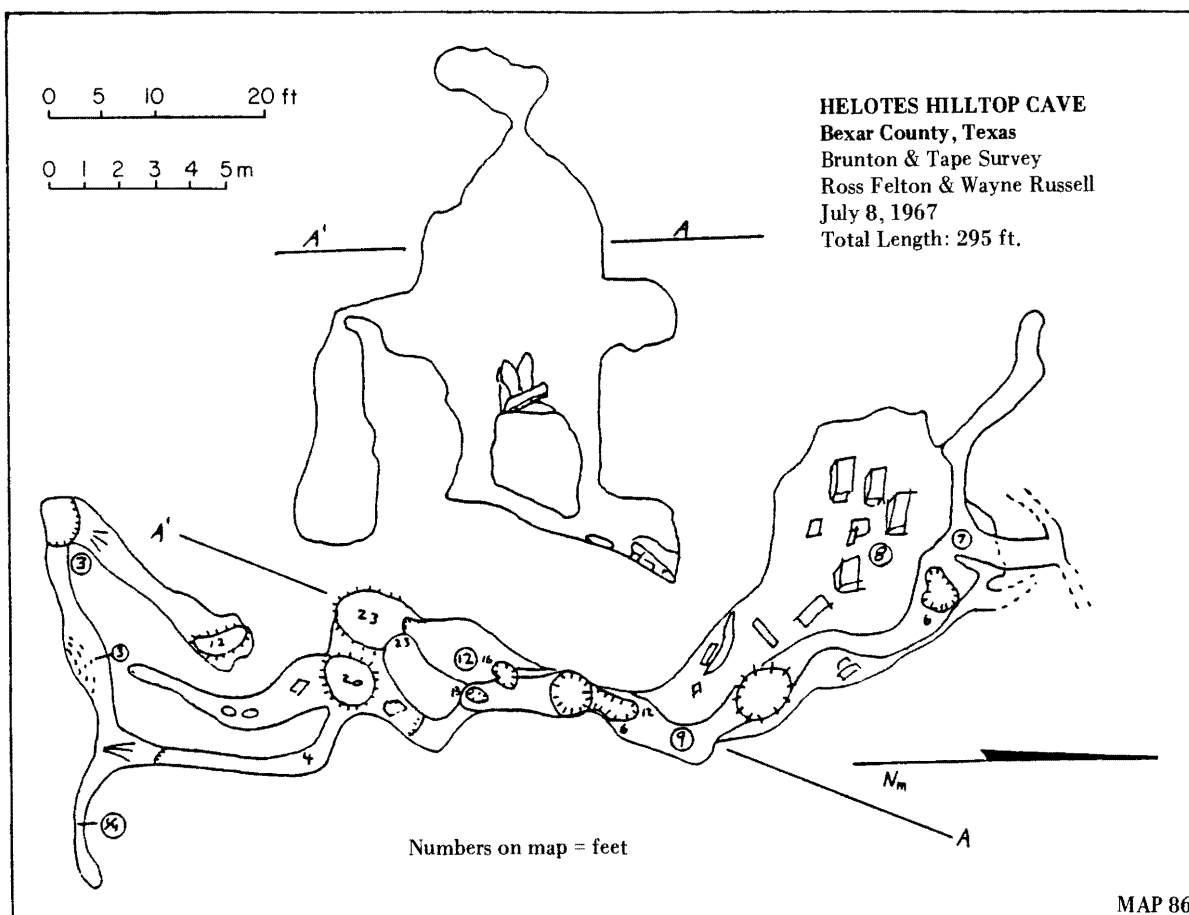 0 5 10 20 ft
0 1 2 3 4 5 m
HELOTES HILLTOP CAVE
Bexar County, Texas
Brunton & Tape Survey
Ross Felton & Wayne Russell
July 8, 1967
Total Length: 295 ft.
A'
A
A'
3
12
23
23
12
16
20
13
12
6
9
8
7
6
4
Nm
A
Numbers on map = feet
MAP 86